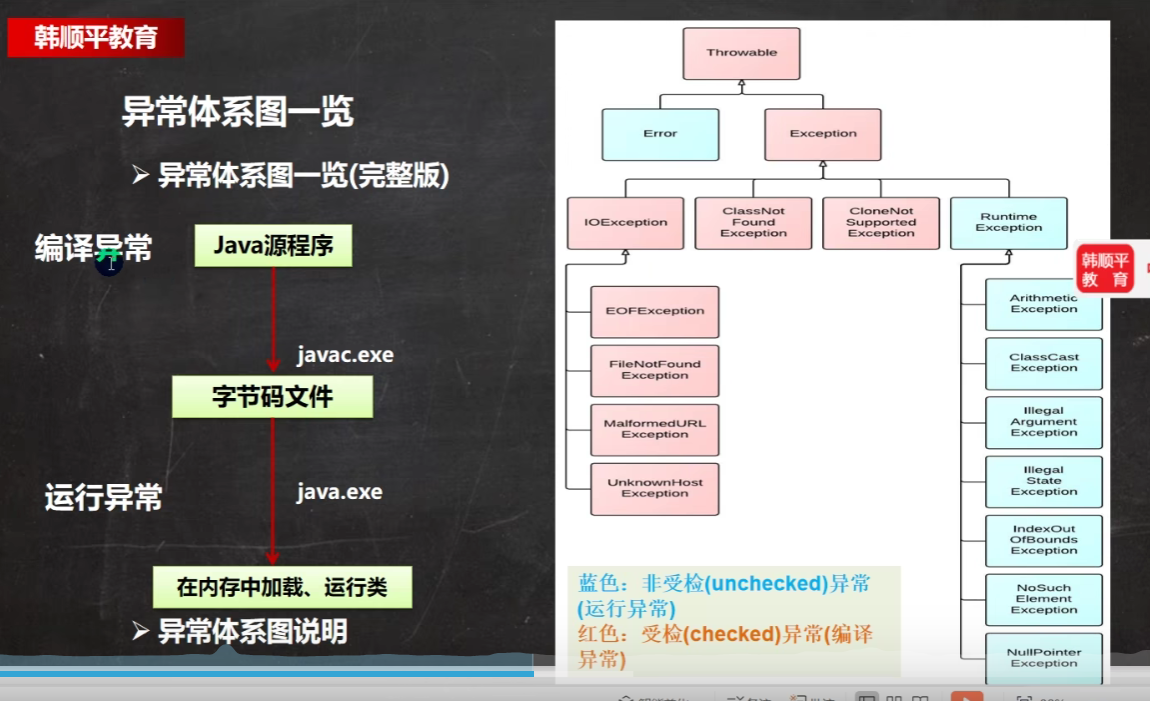 韩顺平教育
异常体系图一览
异常体系图一览(完整版)
编译异常
Java源程序
javac.exe
字节码文件
运行异常
java.exe
在内存中加载、运行类
异常体系图说明
Throwable
Error
Exception
IOException
ClassNot
Found
Exception
CloneNot
Supported
Exception
Runtime
Exception
EOFException
FileNotFound
Exception
MalformedURL
Exception
UnknownHost
Exception
韩顺平
教 育
Arithmetic
Exception
ClassCast
Exception
Illegal
Argument
Exception
Illegal
State
Exception
IndexOut
OfBounds
Exception
NoSuch
Element
Exception
NullPointer
Exception
蓝色：非受检(unchecked)异常
(运行异常)
红色：受检(checked)异常(编译
异常)